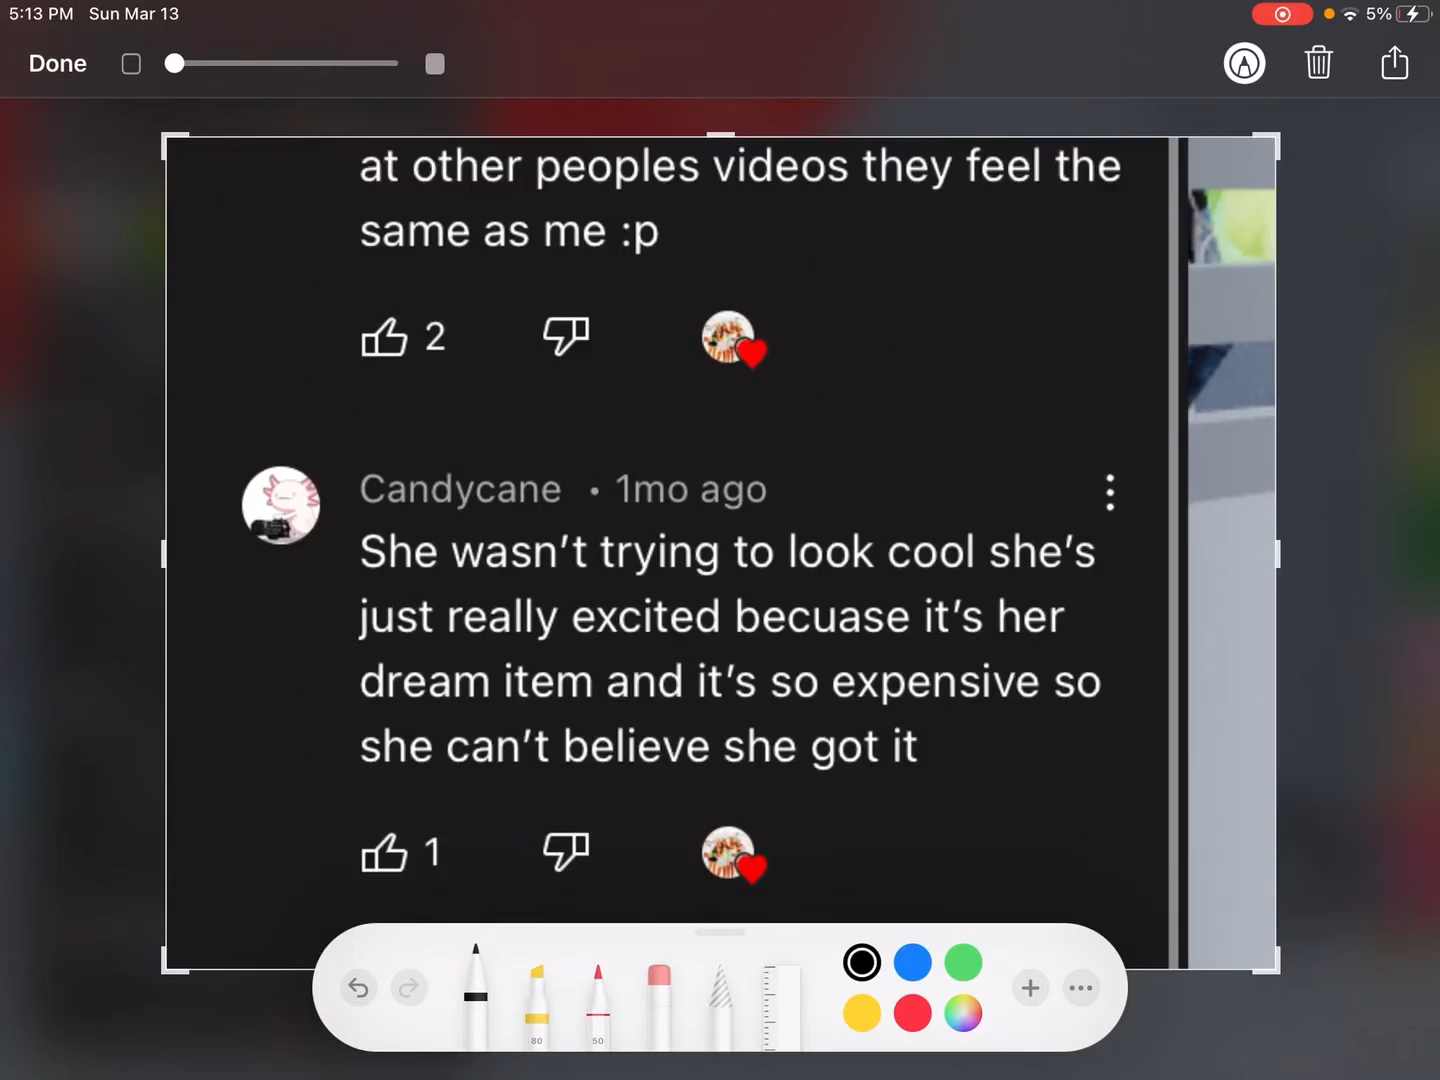 5:13 PM Sun Mar 13
5%
Done
at other peoples videos they feel the
same as me :p
2
Candycane • 1mo ago
She wasn’t trying to look cool she’s
just really excited becuase it’s her
dream item and it’s so expensive so
she can’t believe she got it
1
80
50